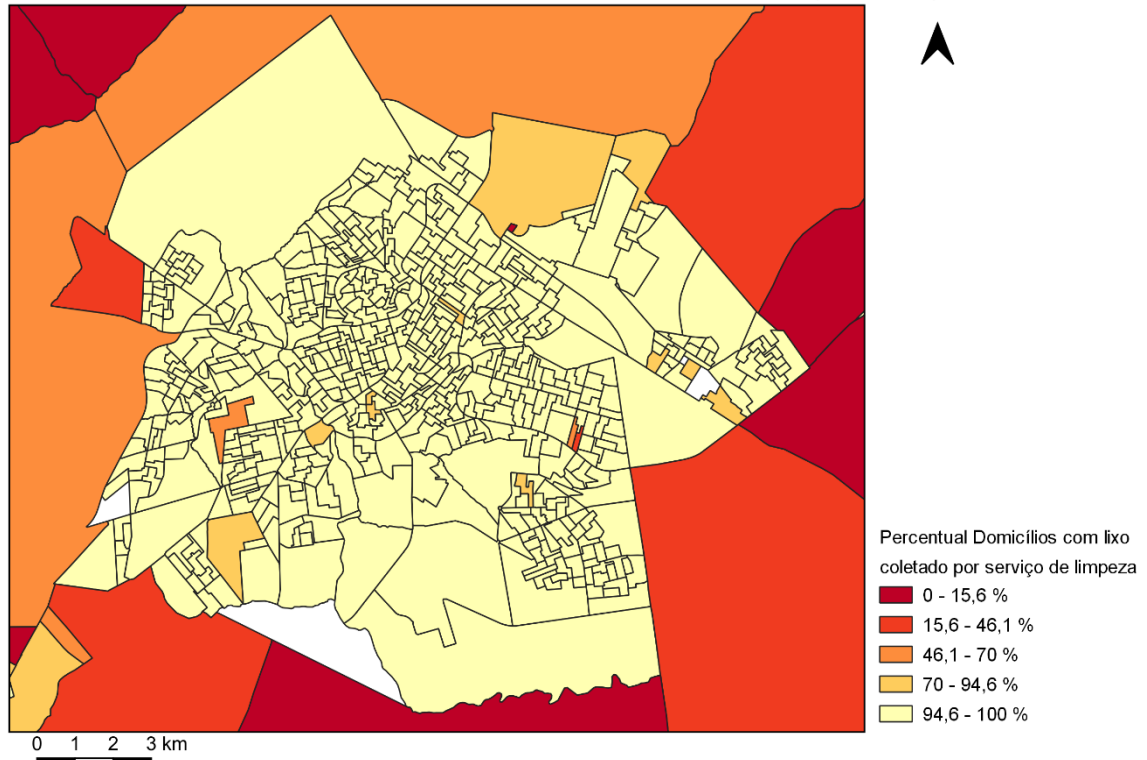 Percentual Domicílios com lixo
coletado por serviço de limpeza
0 - 15,6 %
15,6 - 46,1 %
46,1 - 70 %
70 - 94,6 %
94,6 - 100 %
0 1 2 3 km